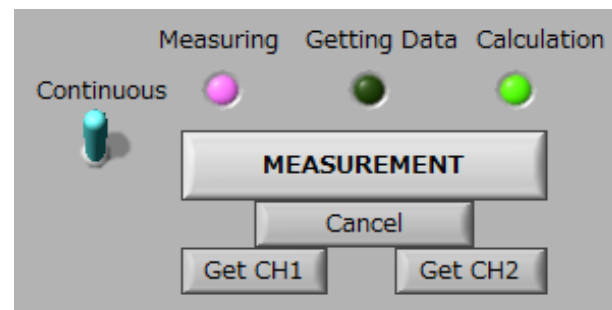 Measuring Getting Data Calculation
Continuous
MEASUREMENT
Cancel
Get CH1 Get CH2